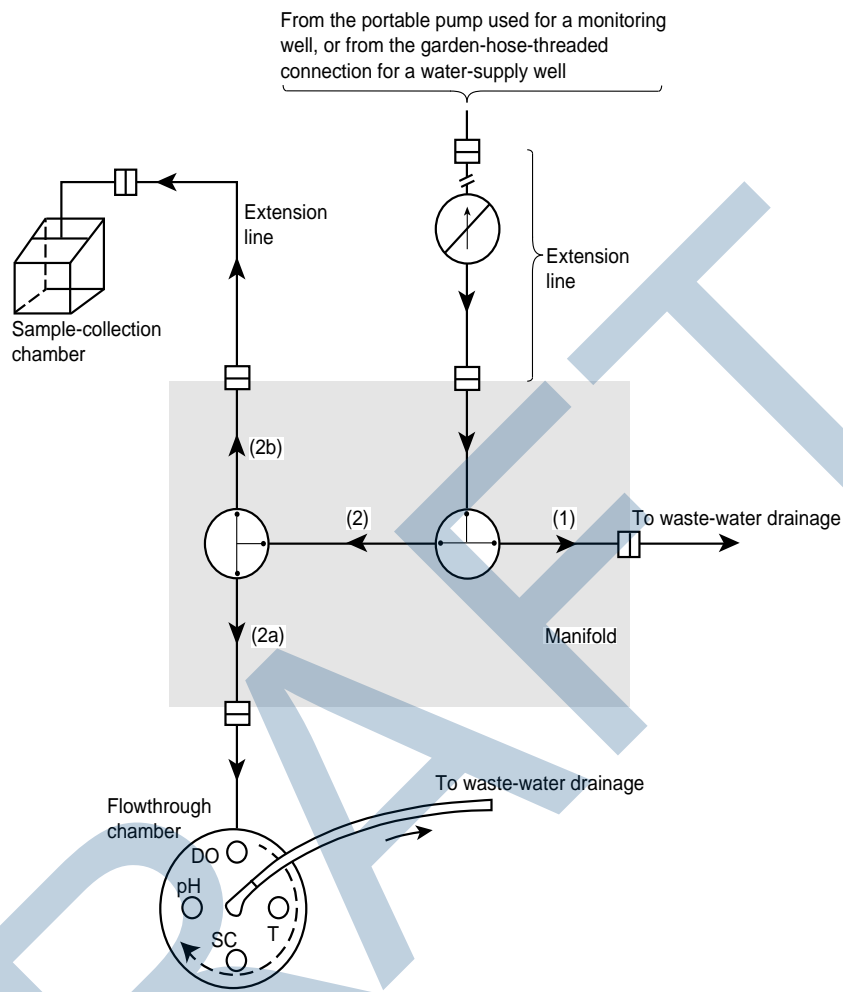 From the portable pump used for a monitoring
well, or from the garden-hose-threaded
connection for a water-supply well
Extension
line
Extension
line
Sample-collection
chamber
(2b)
(2)
(1)
To waste-water drainage
(2a)
Manifold
To waste-water drainage
Flowthrough
chamber
DO
pH
T
SC
DRAFT